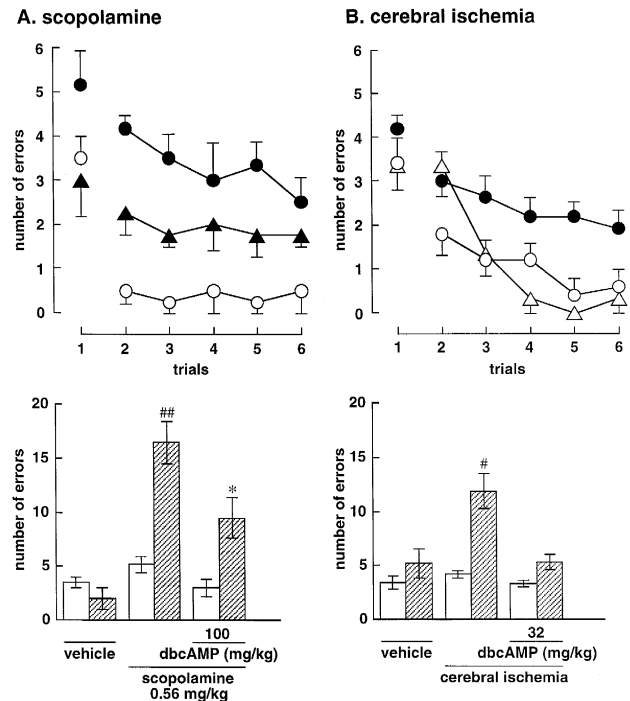 A. scopolamine
6
5
4
3
2
1
0
number of errors
1 2 3 4 5 6
trials
B. cerebral ischemia
6
5
4
3
2
1
0
number of errors
1 2 3 4 5 6
trials
20
15
10
5
0
number of errors
##
*
100
vehicle dbcAMP (mg/kg)
scopolamine
0.56 mg/kg
20
15
10
5
0
number of errors
#
32
vehicle dbcAMP (mg/kg)
cerebral ischemia